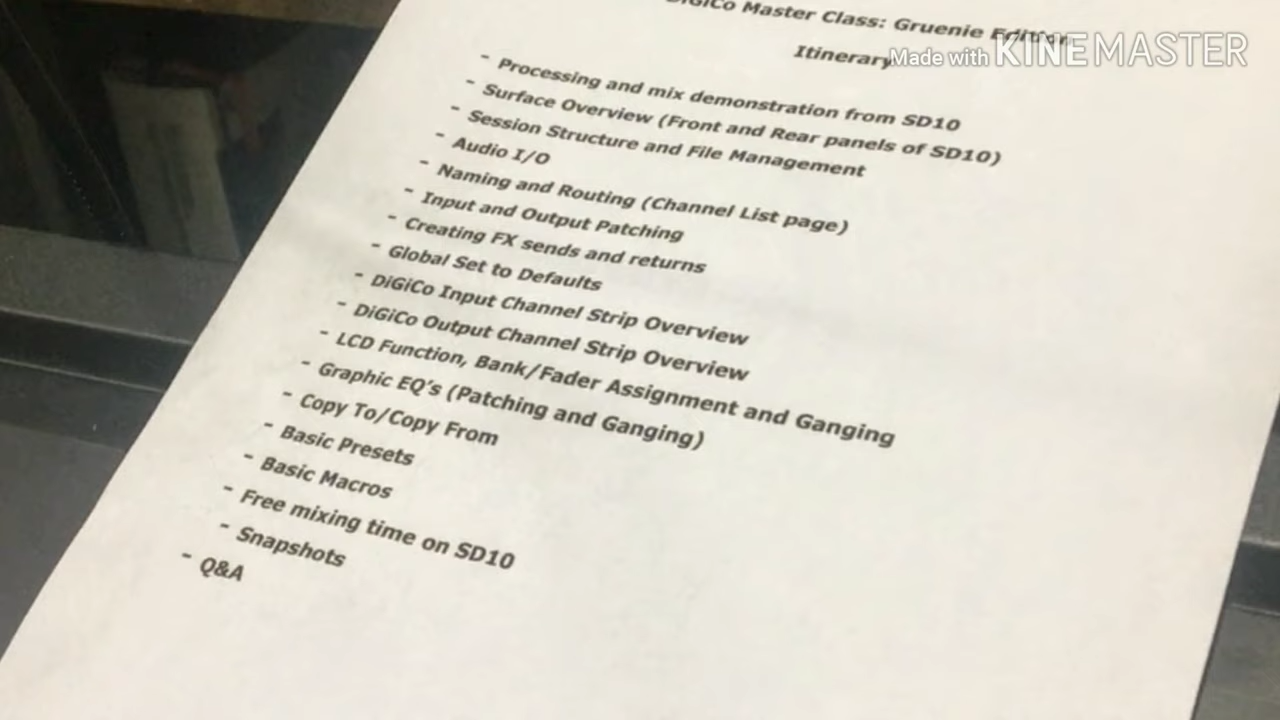 DiGiCo Master Class: Gruenie Edition
Itinerary
Made with KINEMASTER
- Processing and mix demonstration from SD10
- Surface Overview (Front and Rear panels of SD10)
- Session Structure and File Management
- Audio I/O
- Naming and Routing (Channel List page)
- Input and Output Patching
- Creating FX sends and returns
- Global Set to Defaults
- DiGiCo Input Channel Strip Overview
- DiGiCo Output Channel Strip Overview
- LCD Function, Bank/Fader Assignment and Ganging
- Graphic EQ's (Patching and Ganging)
- Copy To/Copy From
- Basic Presets
- Basic Macros
- Free mixing time on SD10
- Snapshots
- Q&A